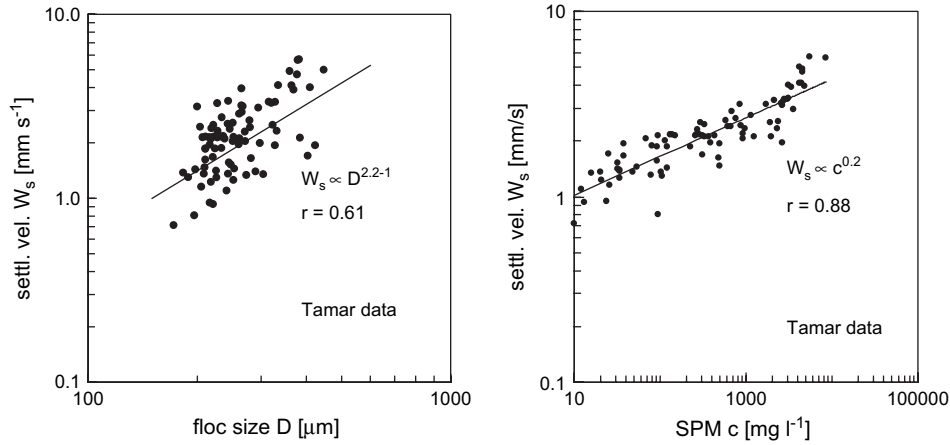 10.0
1.0
0.1
settl. vel. W_s [mm s^-1]
W_s ∝ D^2.2-1
r = 0.61
Tamar data
100
1000
floc size D [μm]
10
1
0.1
settl. vel. W_s [mm/s]
W_s ∝ c^0.2
r = 0.88
Tamar data
10
100
1000
10000
100000
SPM c [mg l^-1]